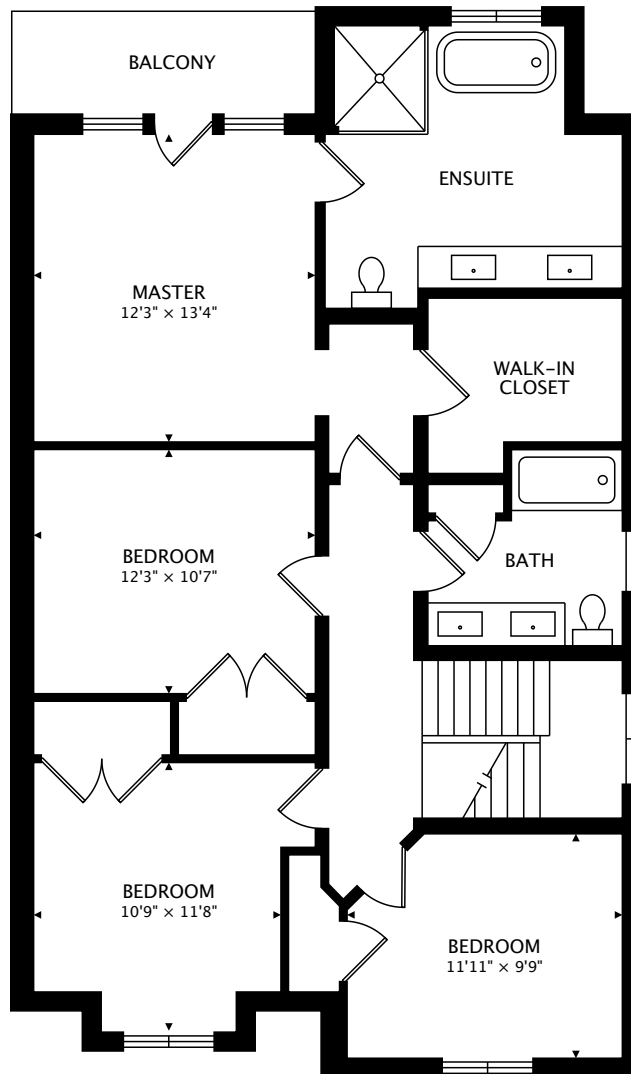 BALCONY
ENSUITE
MASTER
12'3" × 13'4"
WALK-IN
CLOSET
BEDROOM
12'3" × 10'7"
BATH
BEDROOM
10'9" × 11'8"
BEDROOM
11'11" × 9'9"